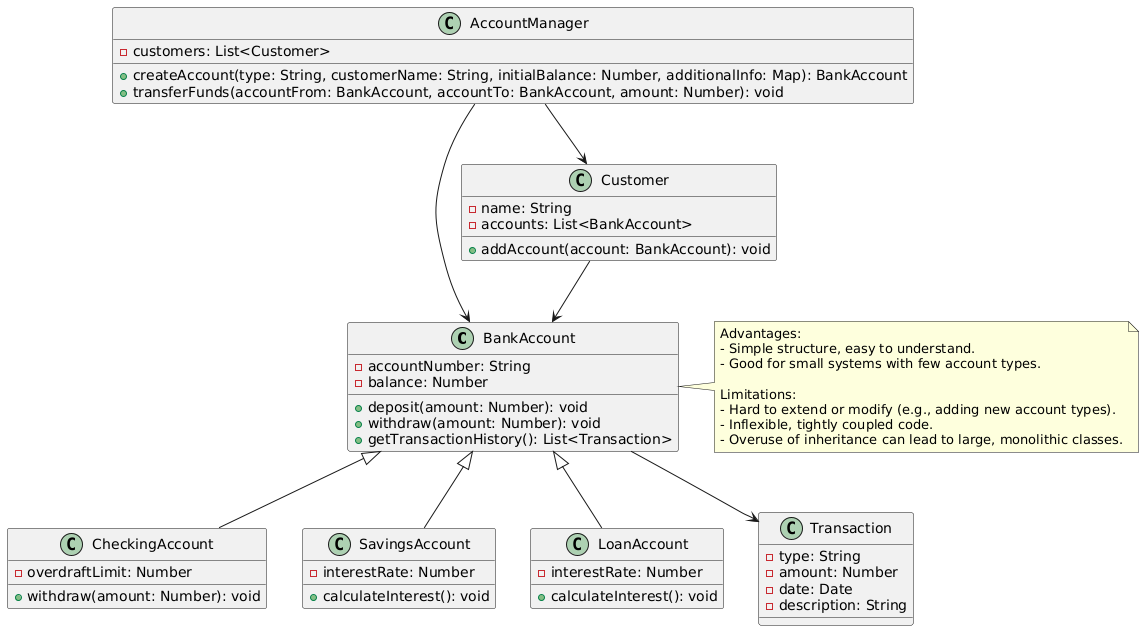 C AccountManager
customers: List<Customer>
createAccount(type: String, customerName: String, initialBalance: Number, additionalInfo: Map): BankAccount
transferFunds(accountFrom: BankAccount, accountTo: BankAccount, amount: Number): void
C Customer
name: String
accounts: List<BankAccount>
addAccount(account: BankAccount): void
C BankAccount
accountNumber: String
balance: Number
deposit(amount: Number): void
withdraw(amount: Number): void
getTransactionHistory(): List<Transaction>
Advantages:
- Simple structure, easy to understand.
- Good for small systems with few account types.
Limitations:
- Hard to extend or modify (e.g., adding new account types).
- Inflexible, tightly coupled code.
- Overuse of inheritance can lead to large, monolithic classes.
C CheckingAccount
overdraftLimit: Number
withdraw(amount: Number): void
C SavingsAccount
interestRate: Number
calculateInterest(): void
C LoanAccount
interestRate: Number
calculateInterest(): void
C Transaction
type: String
amount: Number
date: Date
description: String